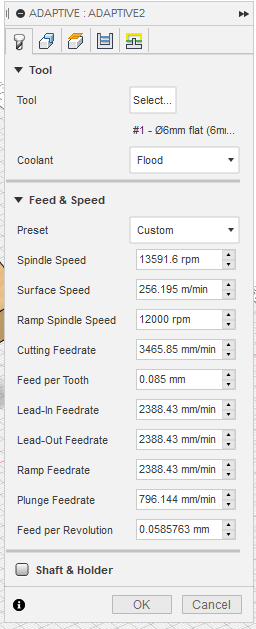 ADAPTIVE : ADAPTIVE2
Tool
Tool Select...
#1 - Ø6mm flat (6mi...
Coolant Flood
Feed & Speed
Preset Custom
Spindle Speed 13591.6 rpm
Surface Speed 256.195 m/min
Ramp Spindle Speed 12000 rpm
Cutting Feedrate 3465.85 mm/min
Feed per Tooth 0.085 mm
Lead-In Feedrate 2388.43 mm/min
Lead-Out Feedrate 2388.43 mm/min
Ramp Feedrate 2388.43 mm/min
Plunge Feedrate 796.144 mm/min
Feed per Revolution 0.0585763 mm
Shaft & Holder
OK Cancel